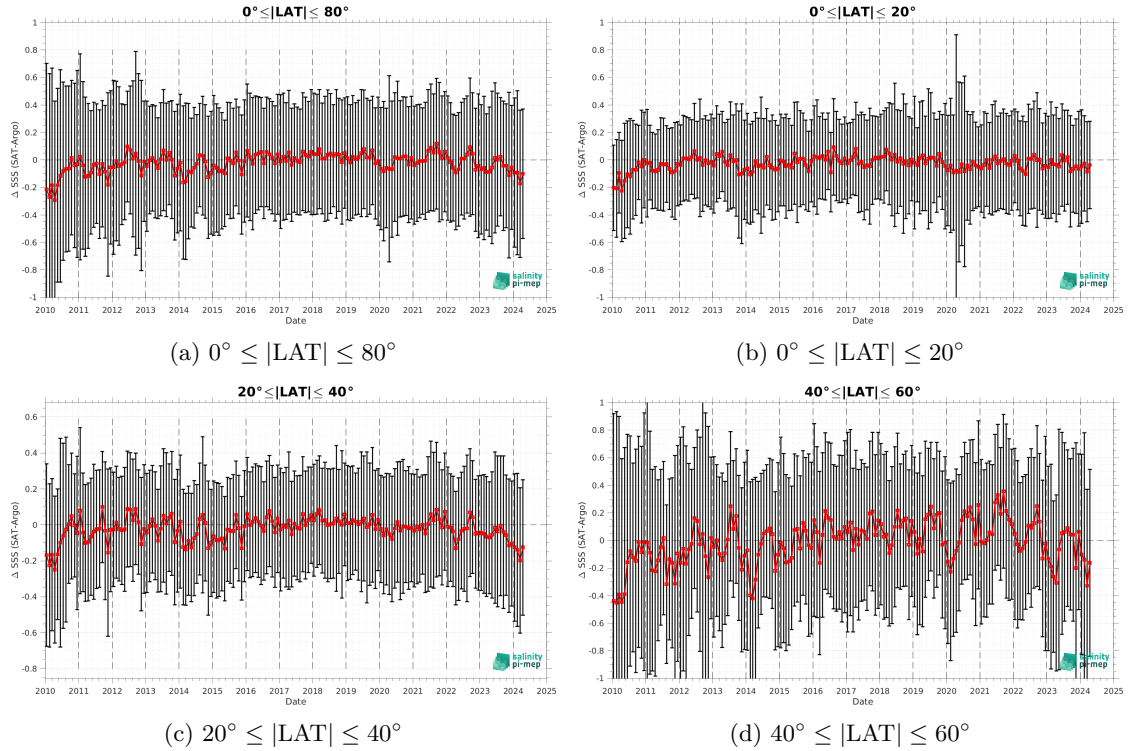 0°≤|LAT|≤ 80°
1
0.8
0.6
0.4
0.2
0
-0.2
-0.4
-0.6
-0.8
-1
Δ SSS (SAT-Argo)
2010 2011 2012 2013 2014 2015 2016 2017 2018 2019 2020 2021 2022 2023 2024 2025
Date
salinity
pi-mep
(a) 0° ≤ |LAT| ≤ 80°
0°≤|LAT|≤ 20°
1
0.8
0.6
0.4
0.2
0
-0.2
-0.4
-0.6
-0.8
-1
Δ SSS (SAT-Argo)
2010 2011 2012 2013 2014 2015 2016 2017 2018 2019 2020 2021 2022 2023 2024 2025
Date
salinity
pi-mep
(b) 0° ≤ |LAT| ≤ 20°
20°≤|LAT|≤ 40°
0.6
0.4
0.2
0
-0.2
-0.4
-0.6
-0.8
Δ SSS (SAT-Argo)
2010 2011 2012 2013 2014 2015 2016 2017 2018 2019 2020 2021 2022 2023 2024 2025
Date
salinity
pi-mep
(c) 20° ≤ |LAT| ≤ 40°
40°≤|LAT|≤ 60°
1
0.8
0.6
0.4
0.2
0
-0.2
-0.4
-0.6
-0.8
-1
Δ SSS (SAT-Argo)
2010 2011 2012 2013 2014 2015 2016 2017 2018 2019 2020 2021 2022 2023 2024 2025
Date
salinity
pi-mep
(d) 40° ≤ |LAT| ≤ 60°